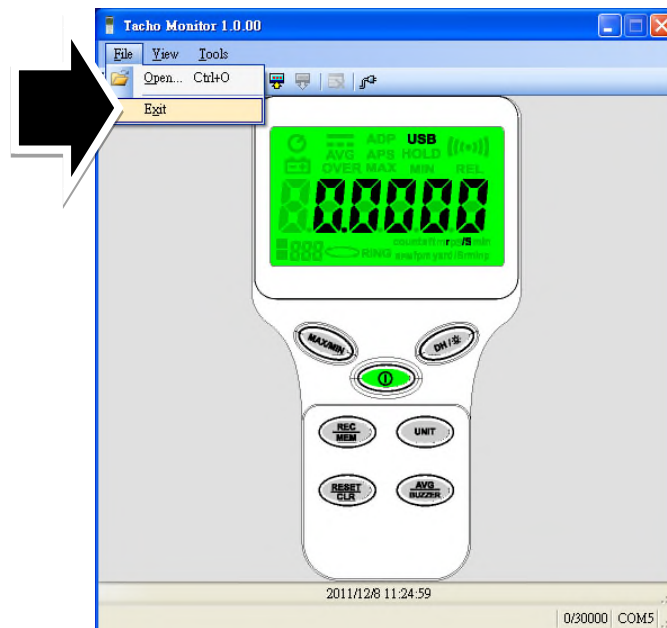 Tacho Monitor 1.0.00
File View Tools
Open... Ctrl+O
Exit
ADP USB
AVG APS HOLD ((( )))
OVER MAX MIN REL
0.0000
RING
MAX/MIN
DH /
REC
MEM
UNIT
RESET
CLR
AVG
BUZZER
2011/12/8 11:24:59
0/30000 COM5